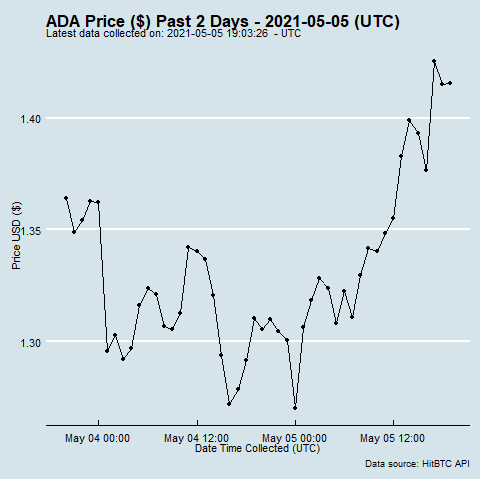 ADA Price ($) Past 2 Days - 2021-05-05 (UTC)
Latest data collected on: 2021-05-05 19:03:26  - UTC
1.40
1.35
1.30
Price USD ($)
May 04 00:00
May 04 12:00
May 05 00:00
May 05 12:00
Date Time Collected (UTC)
Data source: HitBTC API